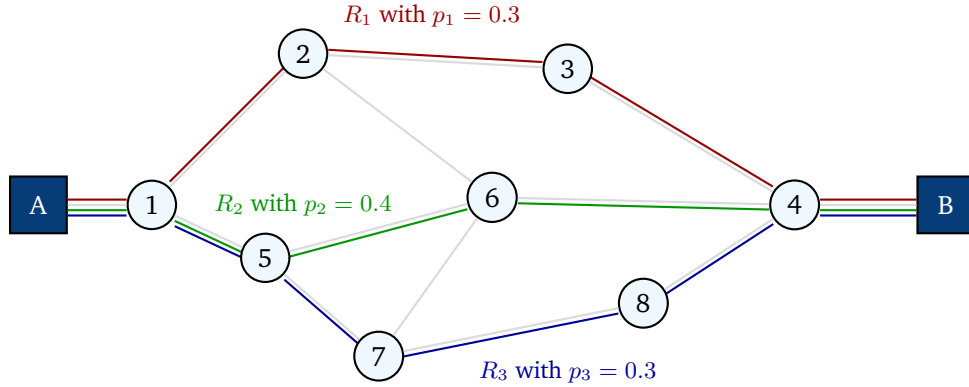 R₁ with p₁ = 0.3
2
3
A
1
R₂ with p₂ = 0.4
6
4
B
5
8
7
R₃ with p₃ = 0.3